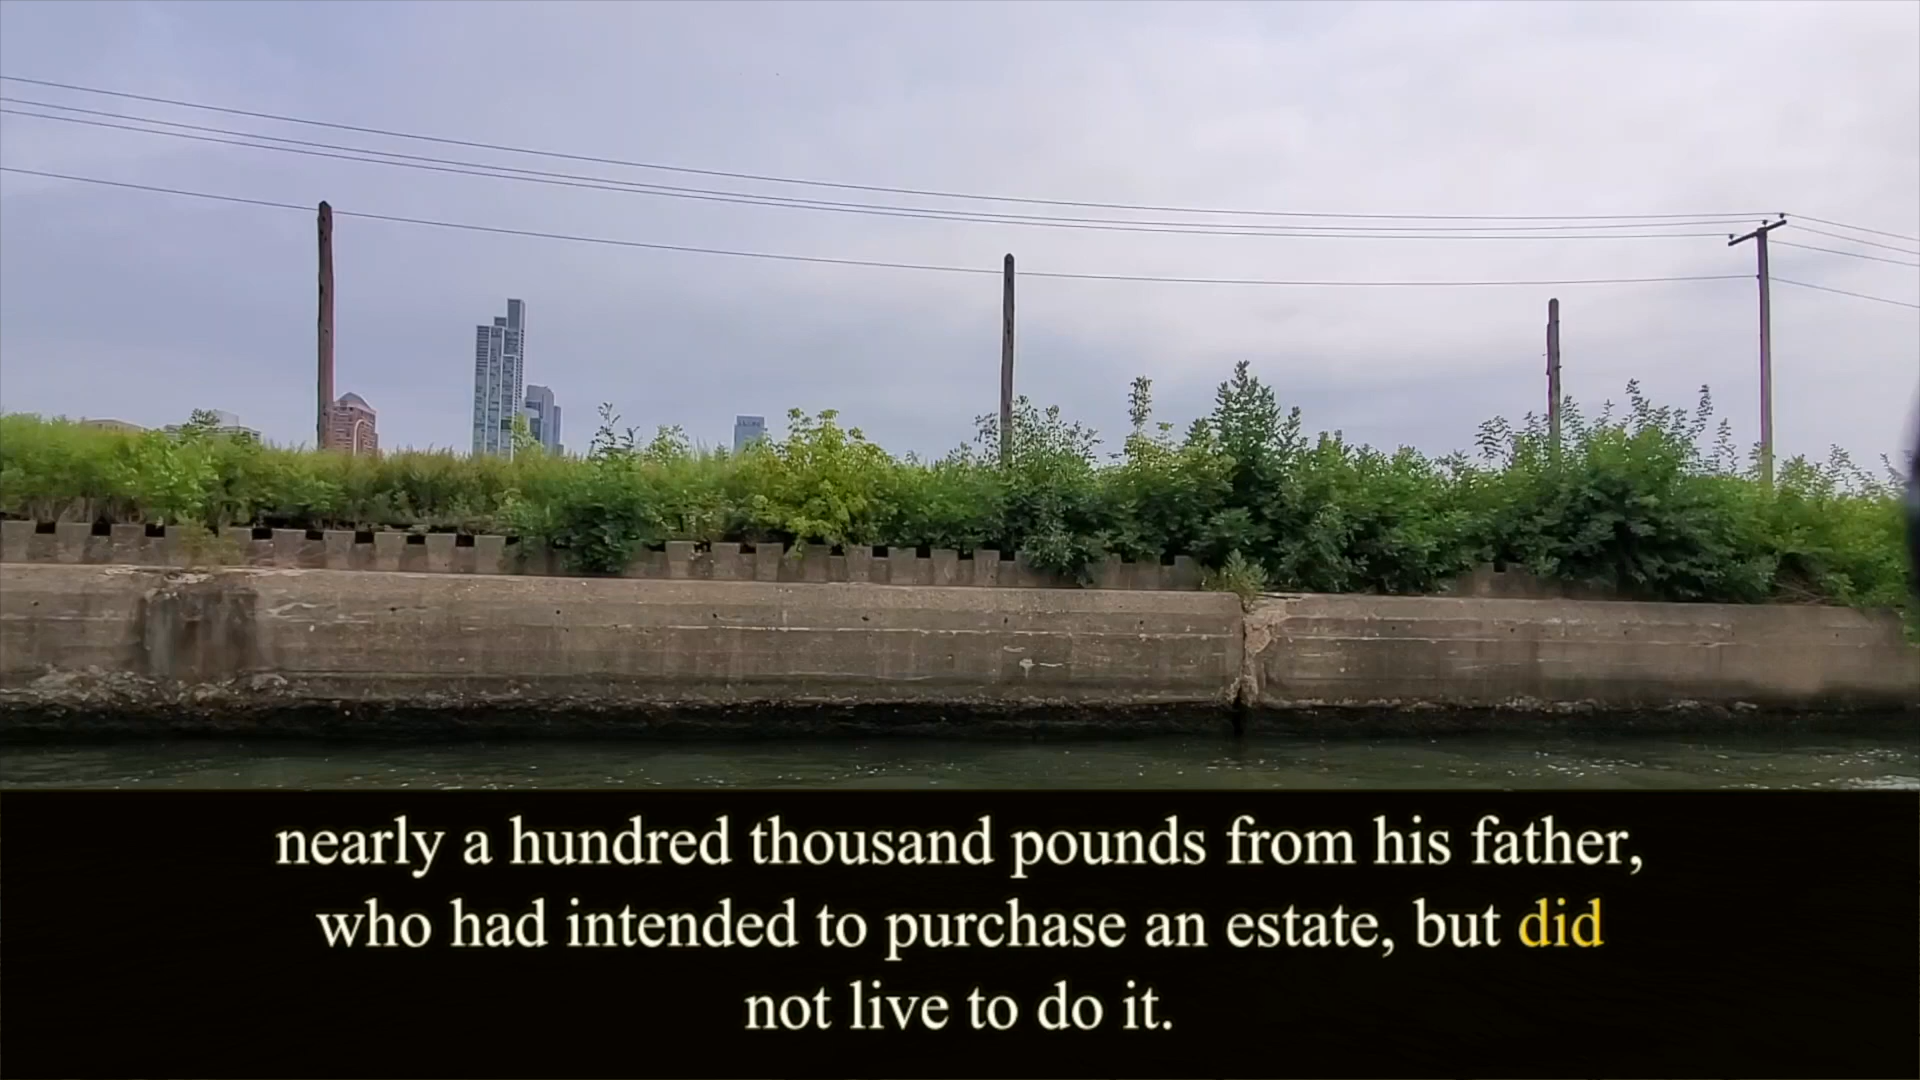 nearly a hundred thousand pounds from his father,
who had intended to purchase an estate, but did
not live to do it.